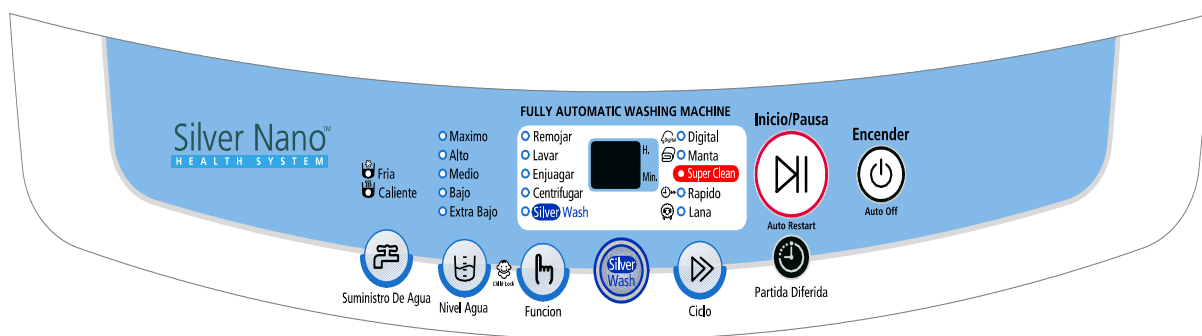 Silver Nano™
HEALTH SYSTEM
Fria
Caliente
Maximo
Alto
Medio
Bajo
Extra Bajo
FULLY AUTOMATIC WASHING MACHINE
Remojar
Lavar
Enjuagar
Centrifugar
Silver Wash
H.
Min.
Digital
Digital
Manta
Super Clean
Rapido
Lana
Inicio/Pausa
Auto Restart
Encender
Auto Off
Suministro De Agua
Nivel Agua
Child Lock
Funcion
Silver
Wash
Ciclo
Partida Diferida